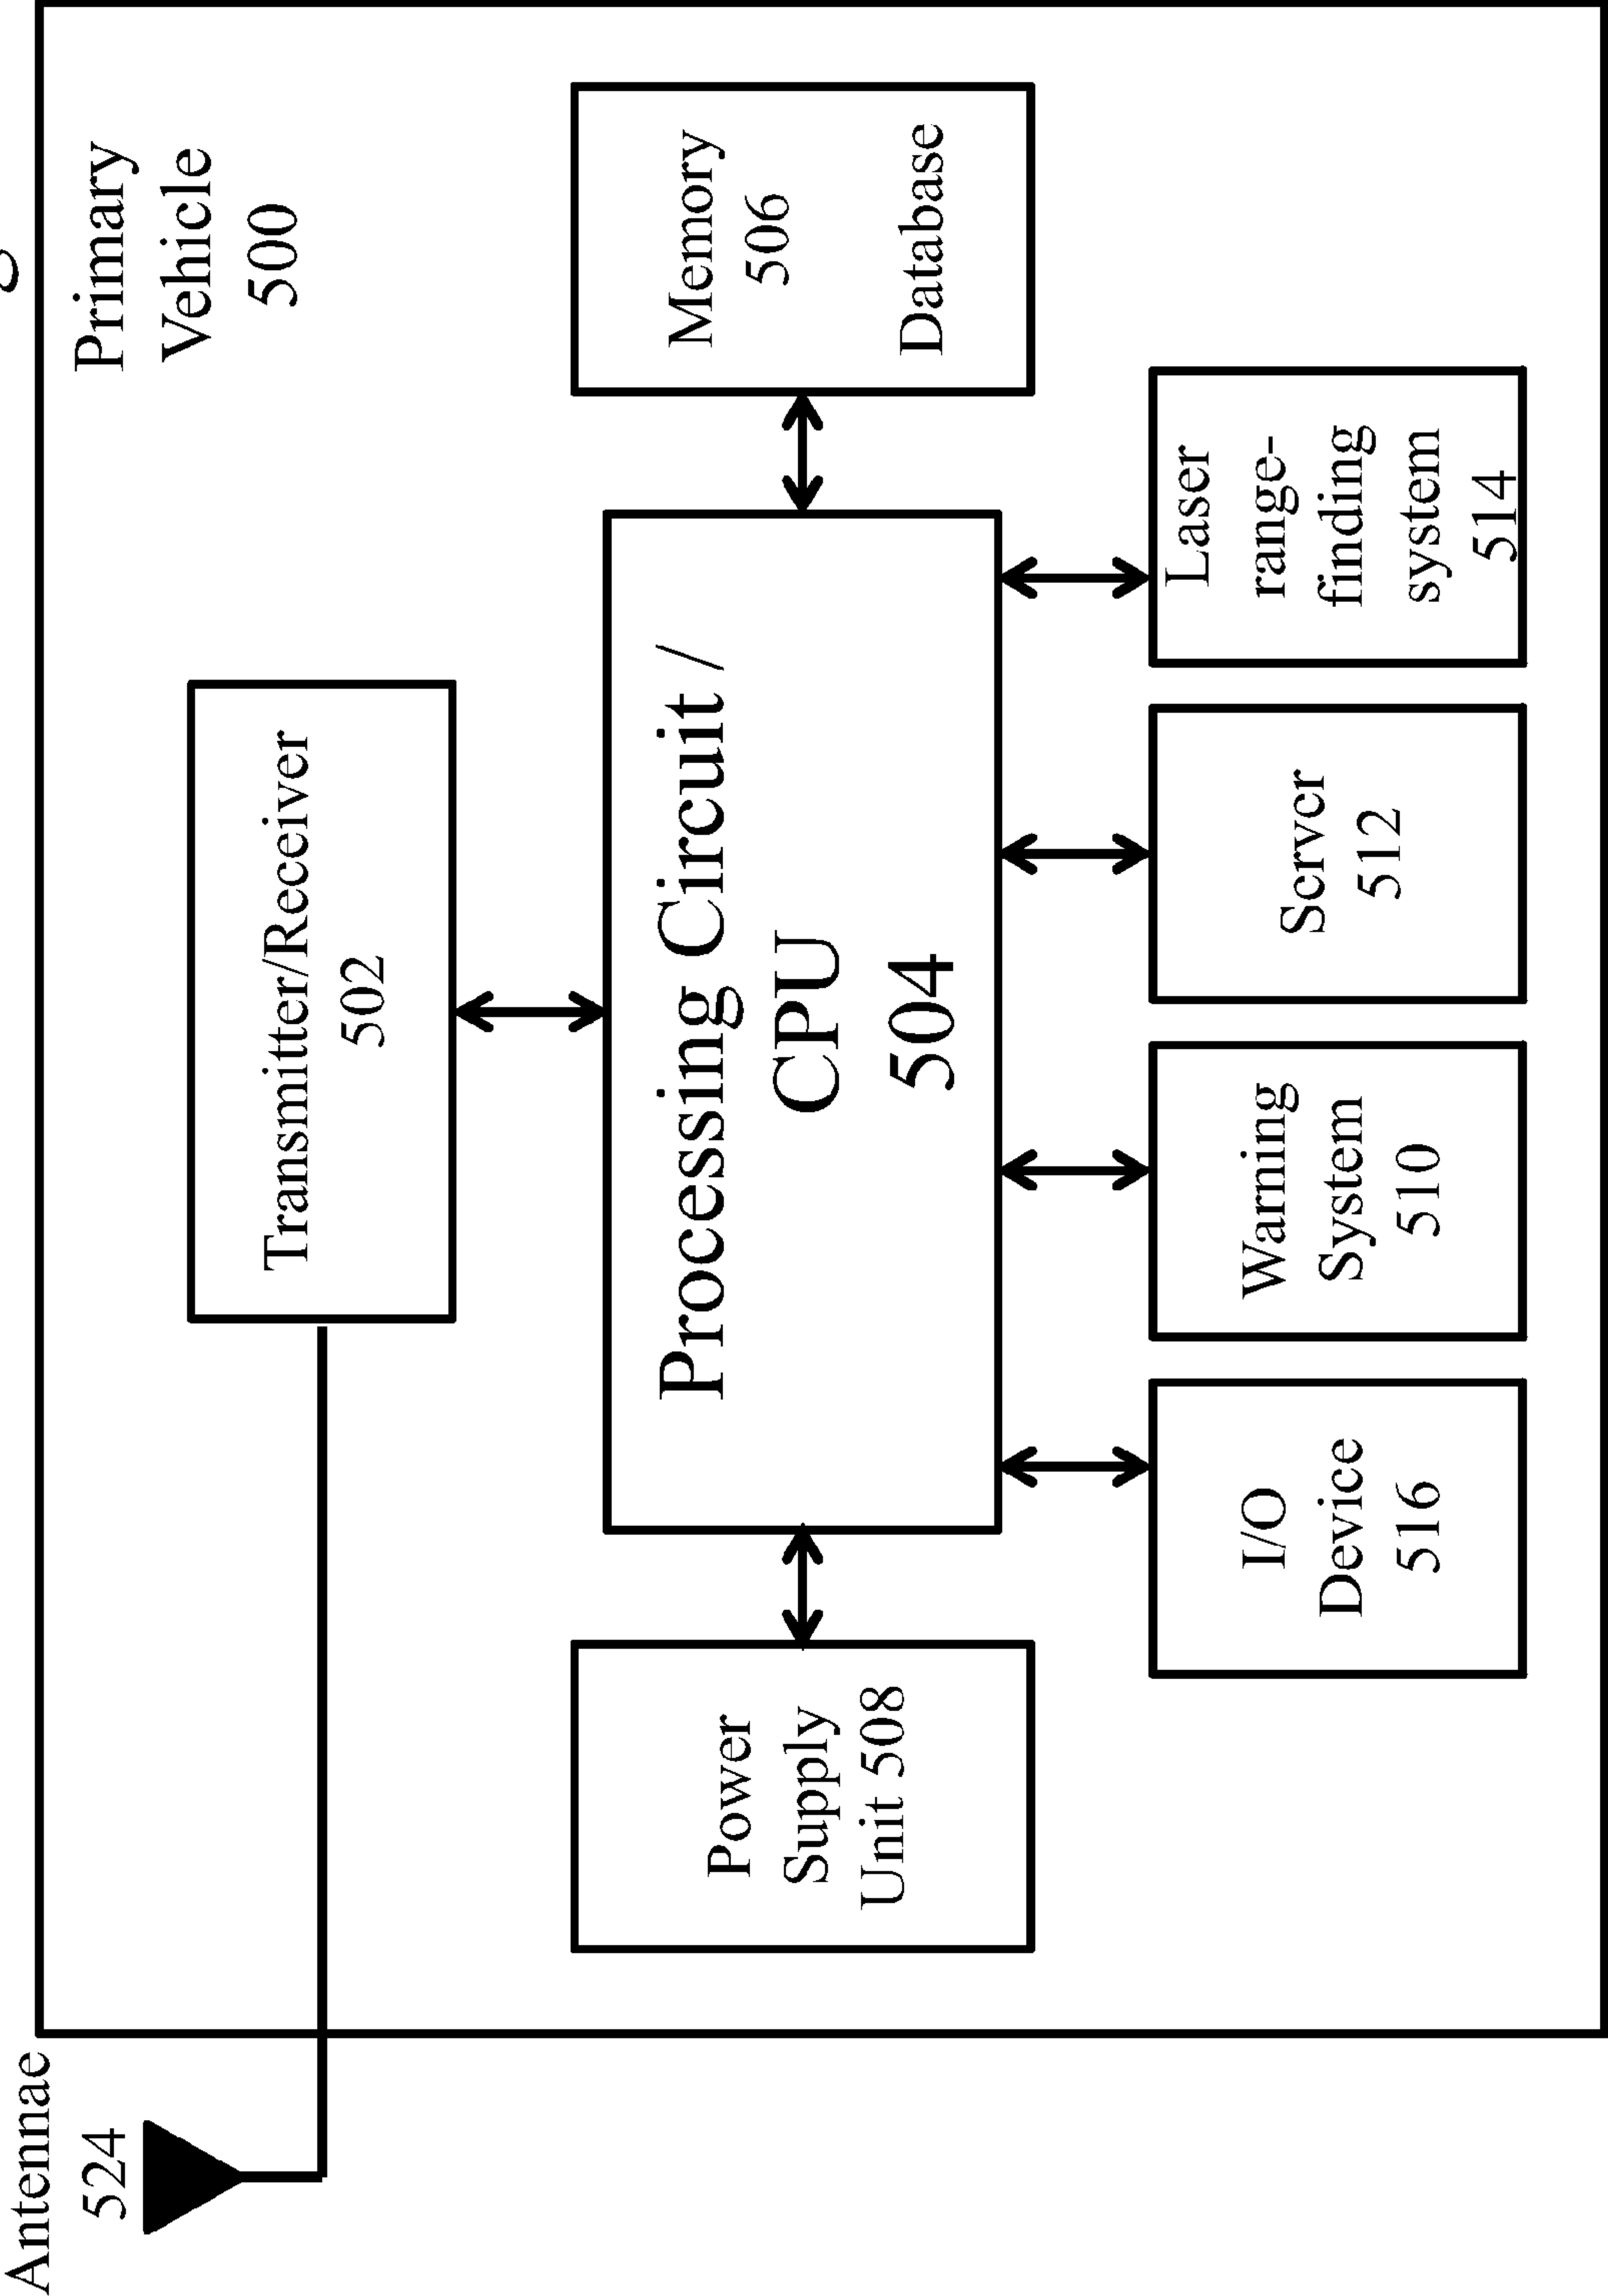 Primary
Vehicle
500
Antennae
524
Transmitter/Receiver
502
Processing Circuit /
CPU
504
Memory
506
Database
Power
Supply
Unit 508
I/O
Device
516
Warning
System
510
Server
512
Laser
range-
finding
system
514